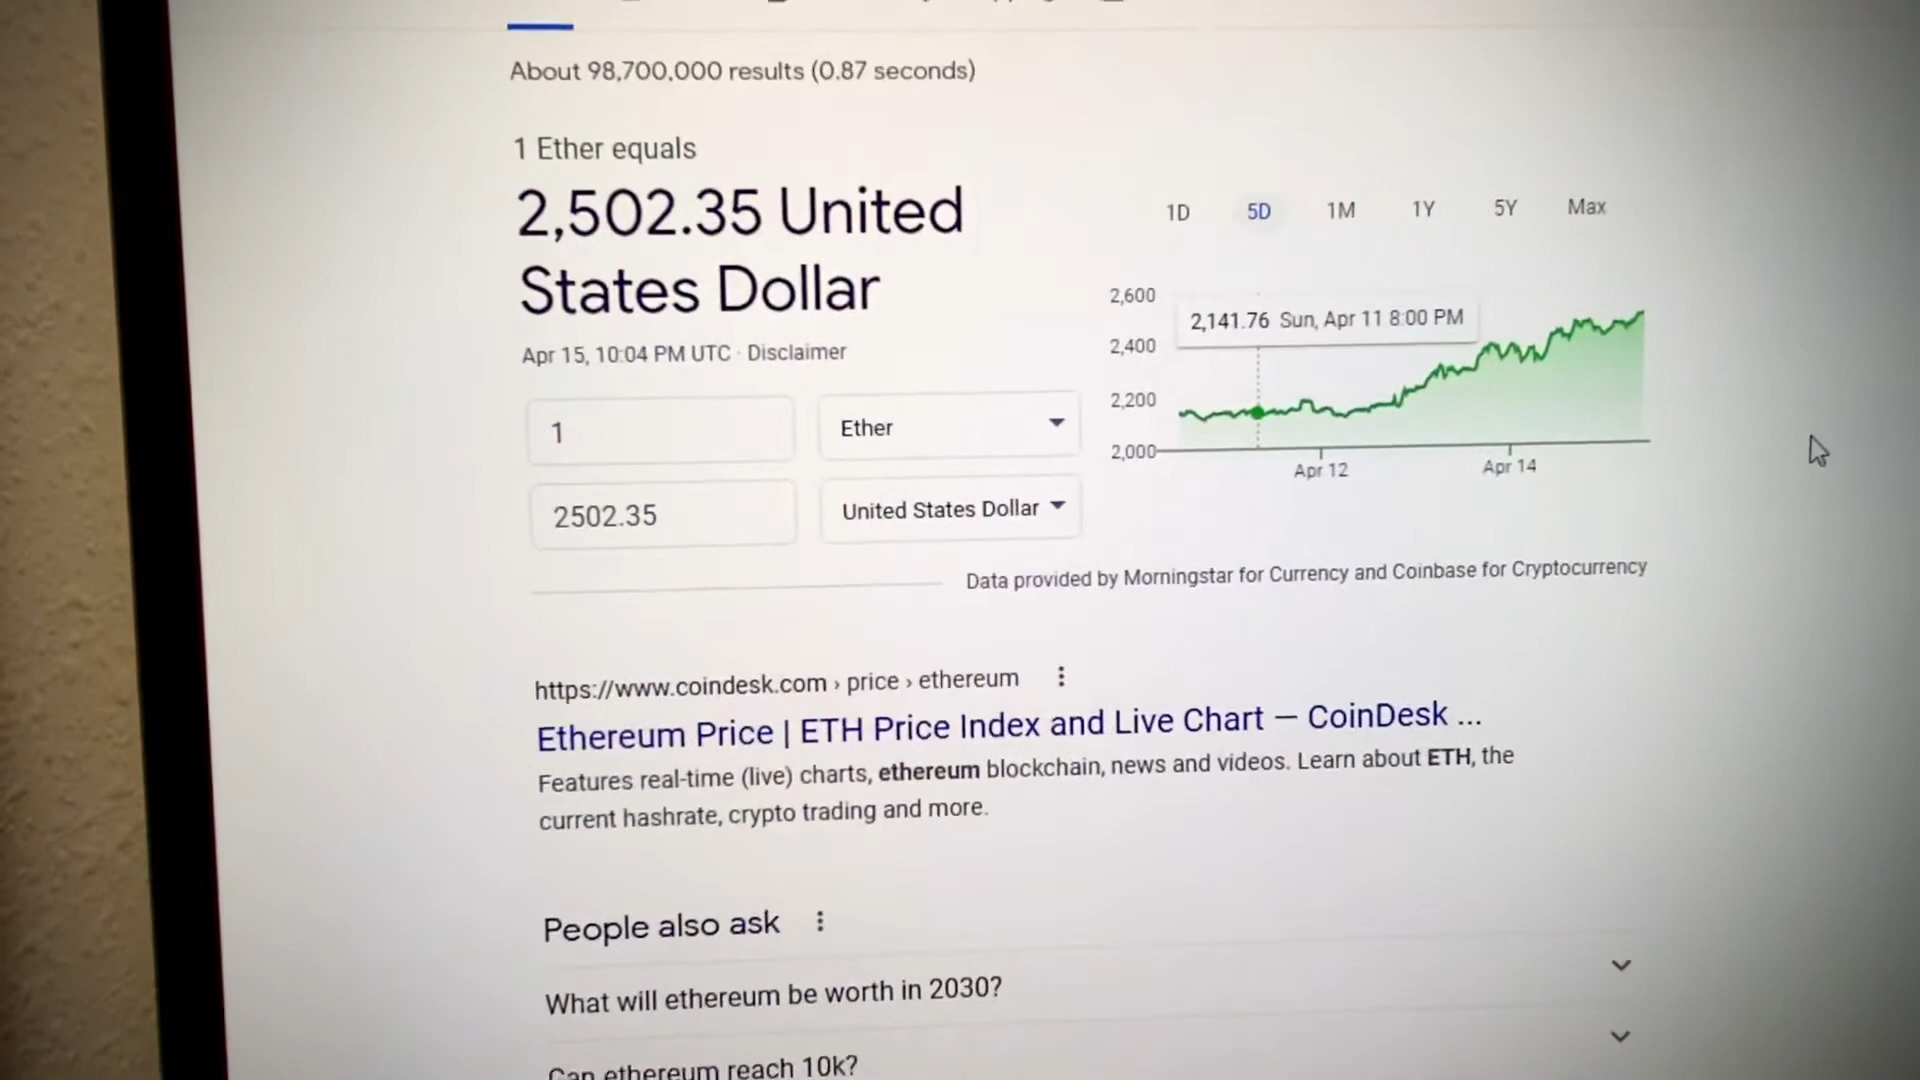 About 98,700,000 results (0.87 seconds)
1 Ether equals
2,502.35 United
States Dollar
Apr 15, 10:04 PM UTC · Disclaimer
1
Ether
2502.35
United States Dollar
1D 5D 1M 1Y 5Y Max
2,600
2,141.76 Sun, Apr 11 8:00 PM
2,400
2,200
2,000
Apr 12 Apr 14
Data provided by Morningstar for Currency and Coinbase for Cryptocurrency
https://www.coindesk.com › price › ethereum
Ethereum Price | ETH Price Index and Live Chart — CoinDesk ...
Features real-time (live) charts, ethereum blockchain, news and videos. Learn about ETH, the
current hashrate, crypto trading and more.
People also ask
What will ethereum be worth in 2030?
Can ethereum reach 10k?